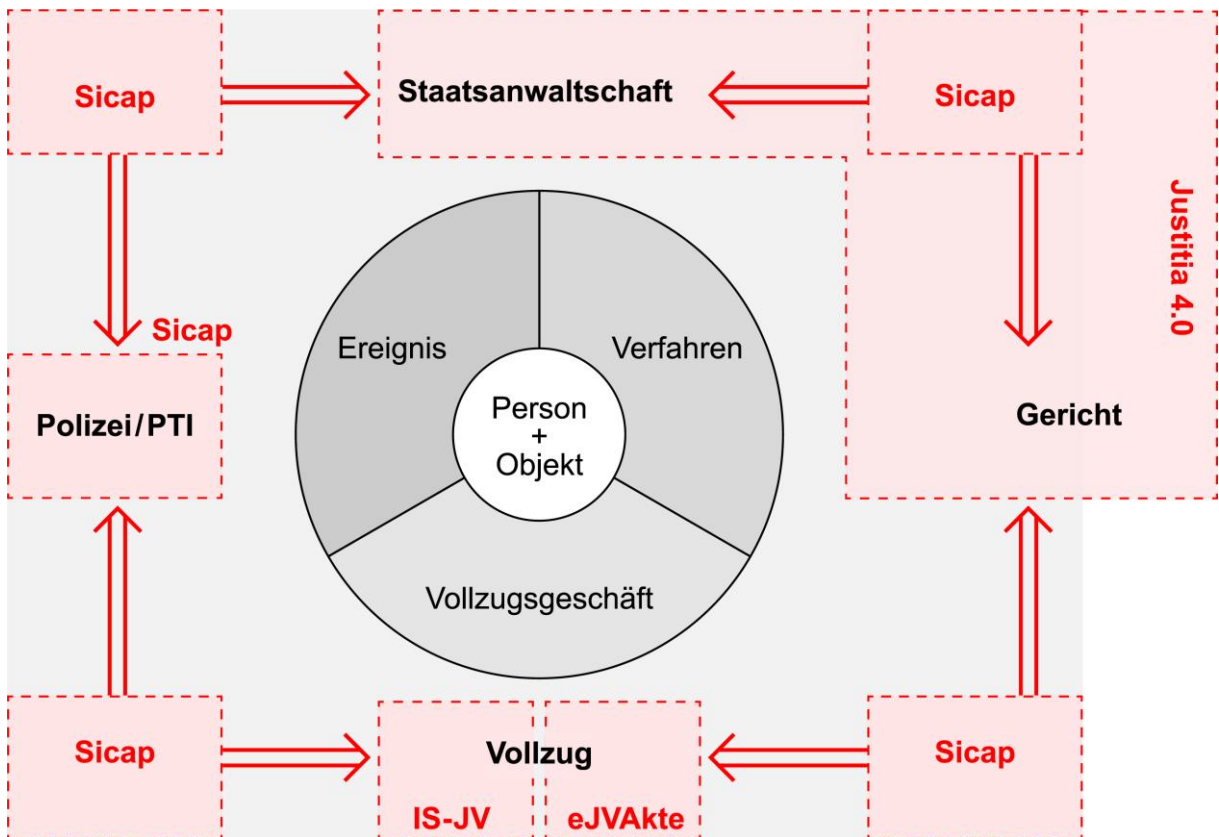 Sicap
Staatsanwaltschaft
Sicap
Justitia 4.0
Sicap
Polizei/PTI
Ereignis
Verfahren
Person
+
Objekt
Gericht
Vollzugsgeschäft
Sicap
Vollzug
IS-JV
eJVAkte
Sicap